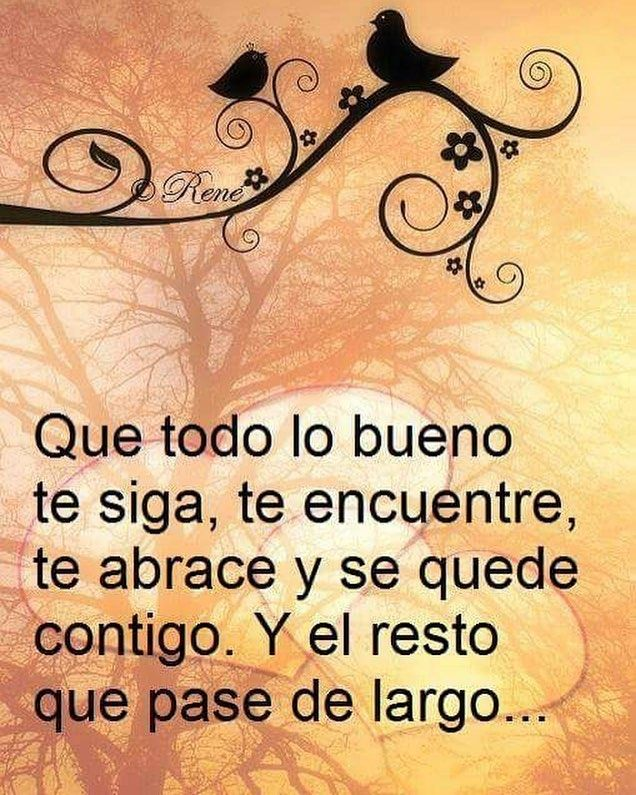 © René
Que todo lo bueno
te siga, te encuentre,
te abrace y se quede
contigo. Y el resto
que pase de largo...